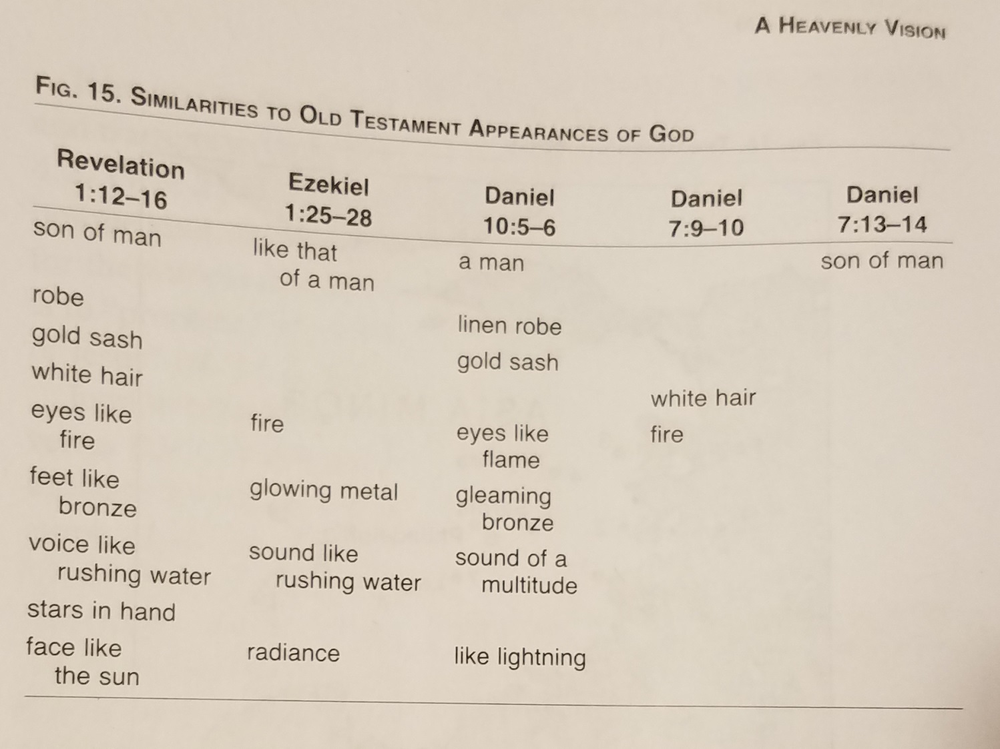 A Heavenly Vision
Fig. 15. Similarities to Old Testament Appearances of God
Revelation 1:12–16 Ezekiel 1:25–28 Daniel 10:5–6 Daniel 7:9–10 Daniel 7:13–14
son of man like that of a man a man son of man
robe linen robe
gold sash gold sash
white hair white hair
eyes like fire fire eyes like flame fire
feet like bronze glowing metal gleaming bronze
voice like rushing water sound like rushing water sound of a multitude
stars in hand
face like the sun radiance like lightning